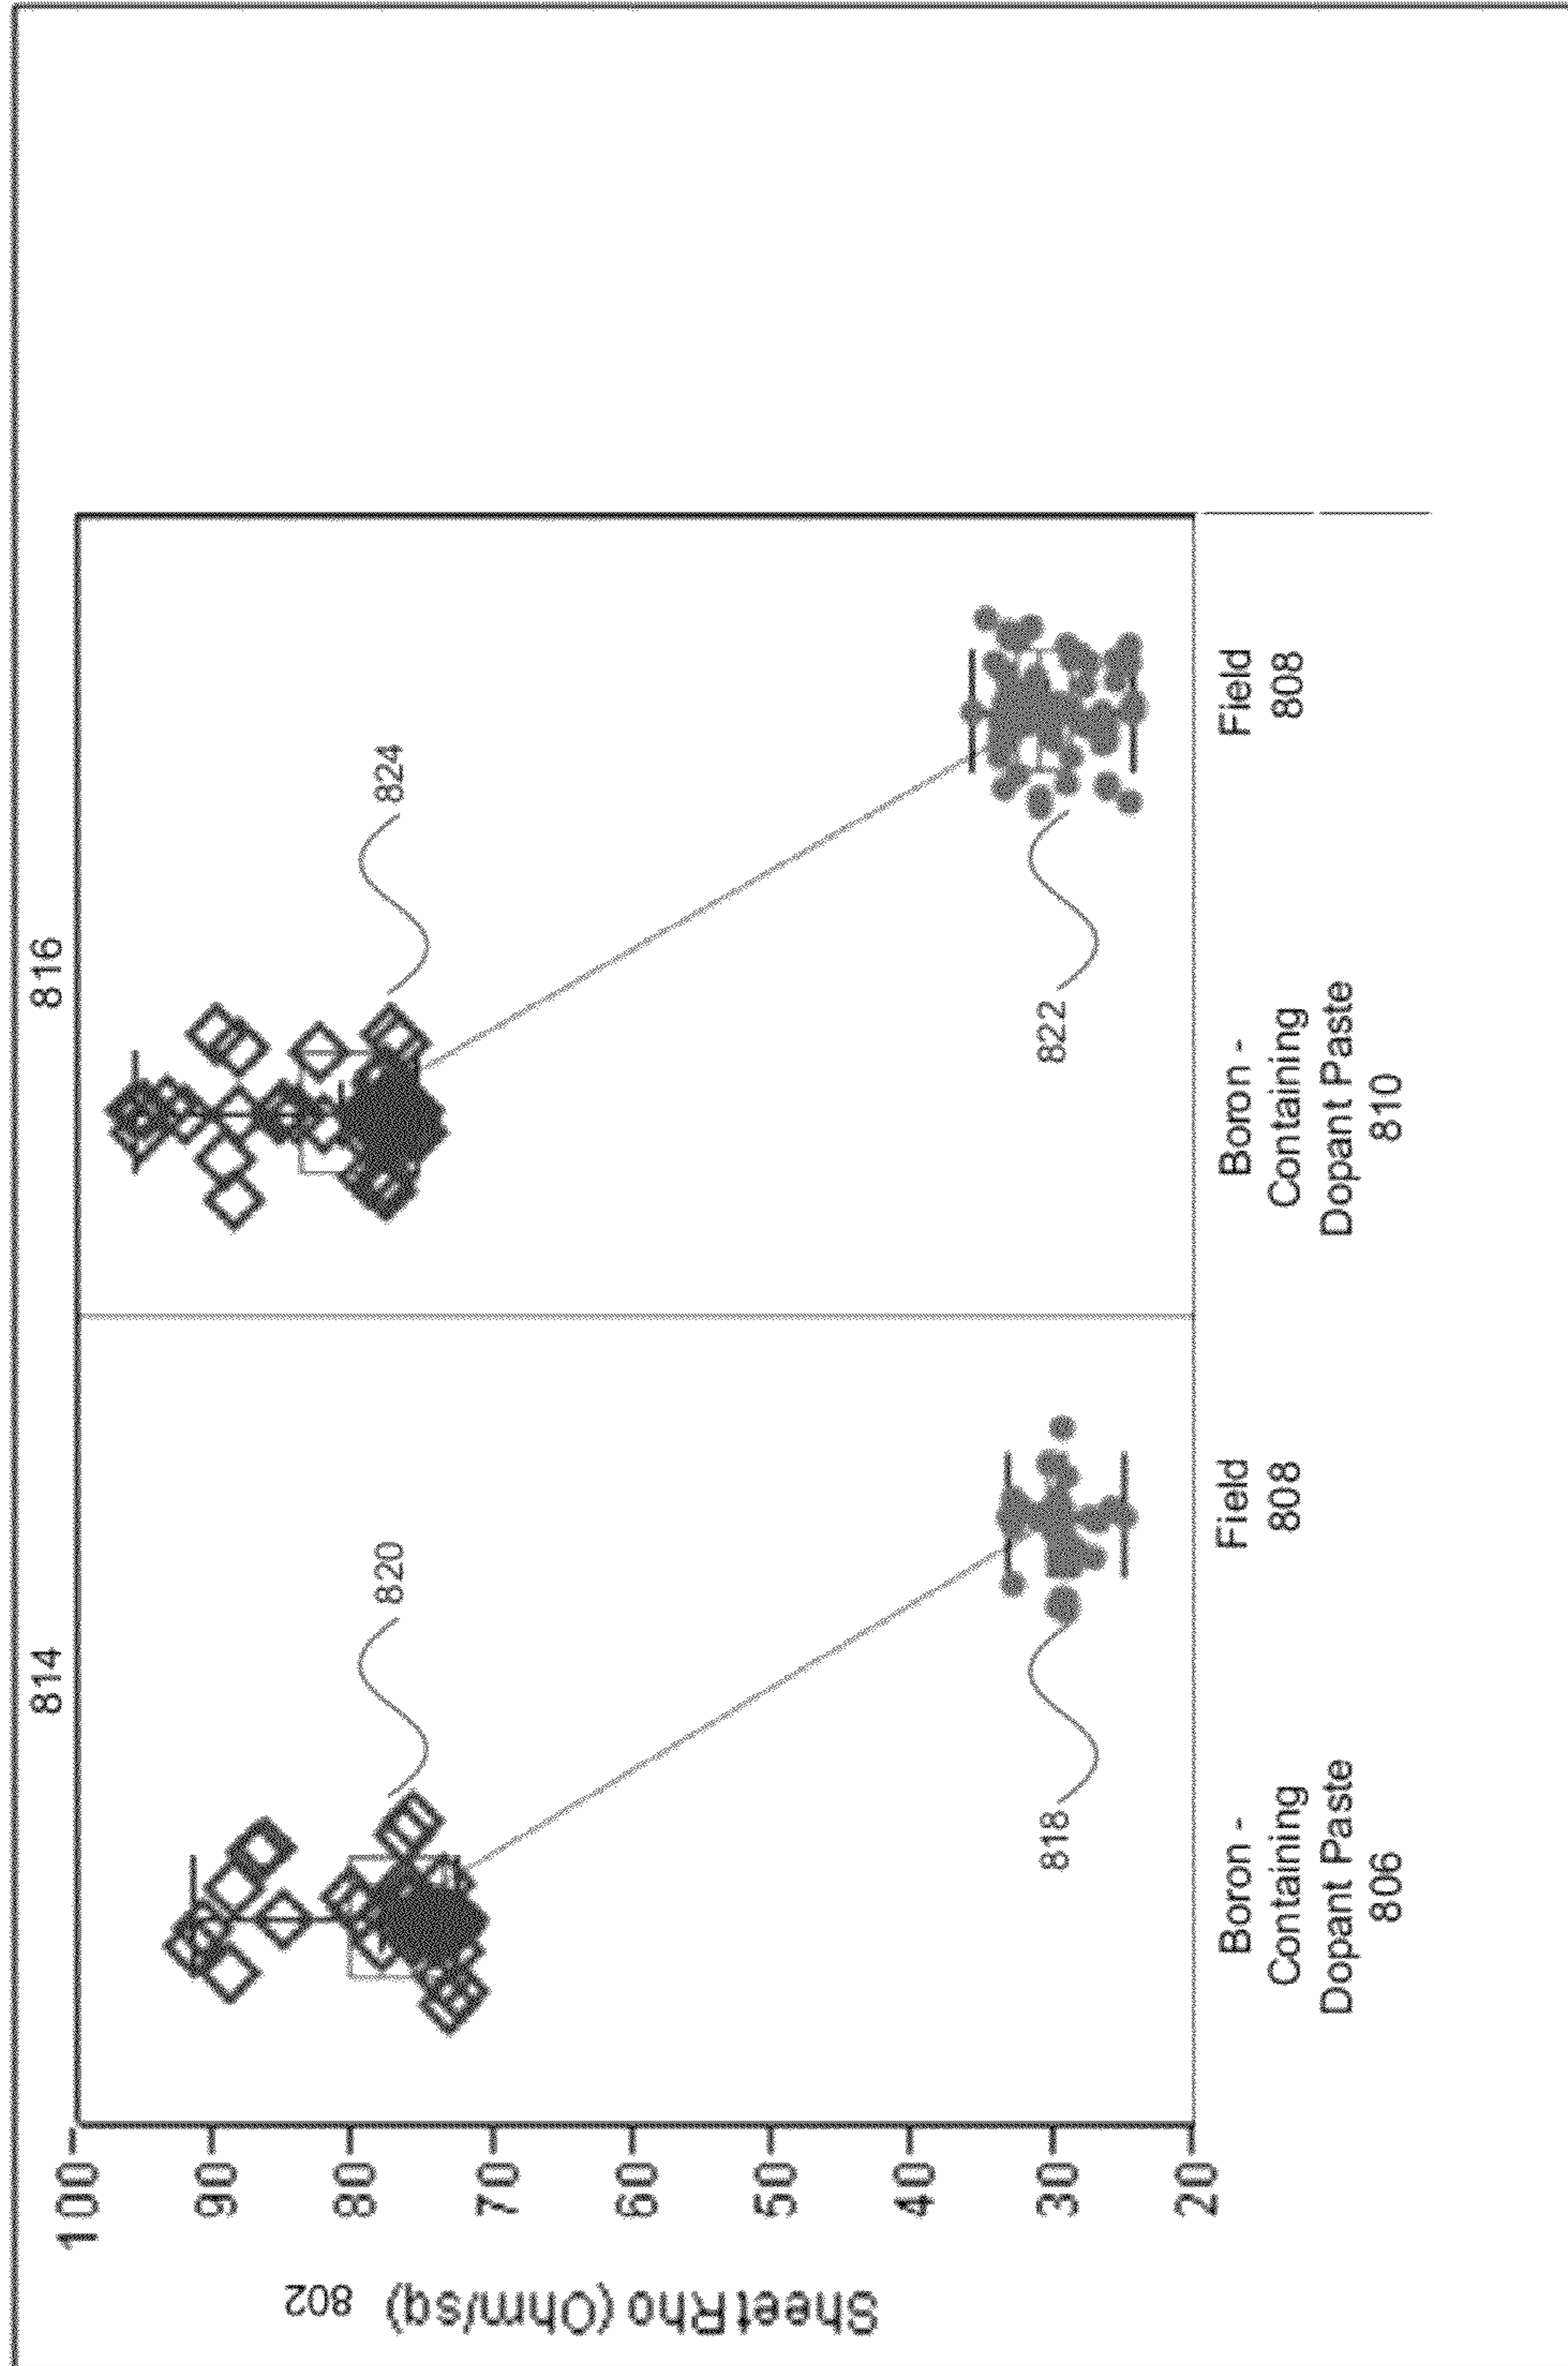 814
816
100
90
80
70
60
50
40
30
20
Sheet Rho (Ohm/sq) 802
820
818
824
822
Boron -
Containing
Dopant Paste
806
Field
808
Boron -
Containing
Dopant Paste
810
Field
808